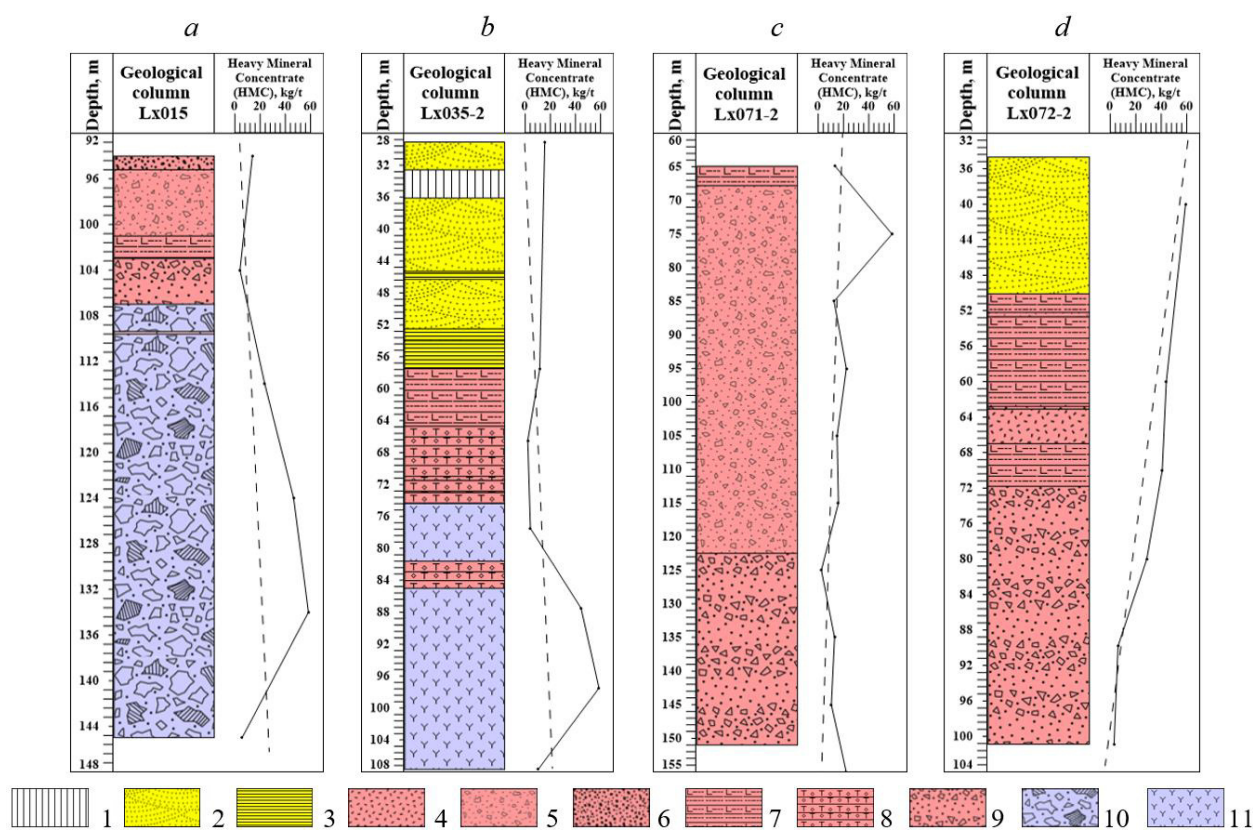 a
b
c
d
Depth, m
Geological
column
Lx015
Heavy Mineral
Concentrate
(HMC), kg/t
0 20 40 60
92
96
100
104
108
112
116
120
124
128
132
136
140
144
148
Depth, m
Geological
column
Lx035-2
Heavy Mineral
Concentrate
(HMC), kg/t
0 20 40 60
28
32
36
40
44
48
52
56
60
64
68
72
76
80
84
88
92
96
100
104
108
Depth, m
Geological
column
Lx071-2
Heavy Mineral
Concentrate
(HMC), kg/t
0 20 40 60
60
65
70
75
80
85
90
95
100
105
110
115
120
125
130
135
140
145
150
155
Depth, m
Geological
column
Lx072-2
Heavy Mineral
Concentrate
(HMC), kg/t
0 20 40 60
32
36
40
44
48
52
56
60
64
68
72
76
80
84
88
92
96
100
104
1 2 3 4 5 6 7 8 9 10 11